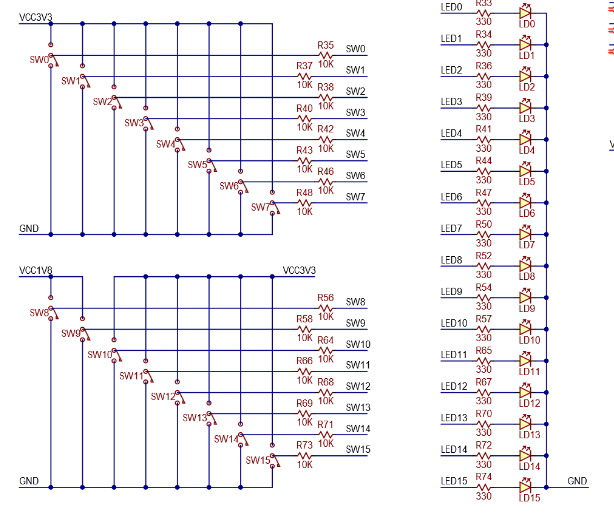 VCC3V3
SW0
SW1
SW2
SW3
SW4
SW5
SW6
SW7
R35
10K
SW0
R37
10K
SW1
R38
10K
SW2
R40
10K
SW3
R42
10K
SW4
R43
10K
SW5
R46
10K
SW6
R48
10K
SW7
GND
VCC1V8
VCC3V3
SW8
SW9
SW10
SW11
SW12
SW13
SW14
SW15
R56
10K
SW8
R58
10K
SW9
R64
10K
SW10
R66
10K
SW11
R68
10K
SW12
R69
10K
SW13
R71
10K
SW14
R73
10K
SW15
GND
LED0
R33
330
LD0
LED1
R34
330
LD1
LED2
R36
330
LD2
LED3
R39
330
LD3
LED4
R41
330
LD4
LED5
R44
330
LD5
LED6
R47
330
LD6
LED7
R50
330
LD7
LED8
R52
330
LD8
LED9
R54
330
LD9
LED10
R57
330
LD10
LED11
R65
330
LD11
LED12
R67
330
LD12
LED13
R70
330
LD13
LED14
R72
330
LD14
LED15
R74
330
LD15
GND